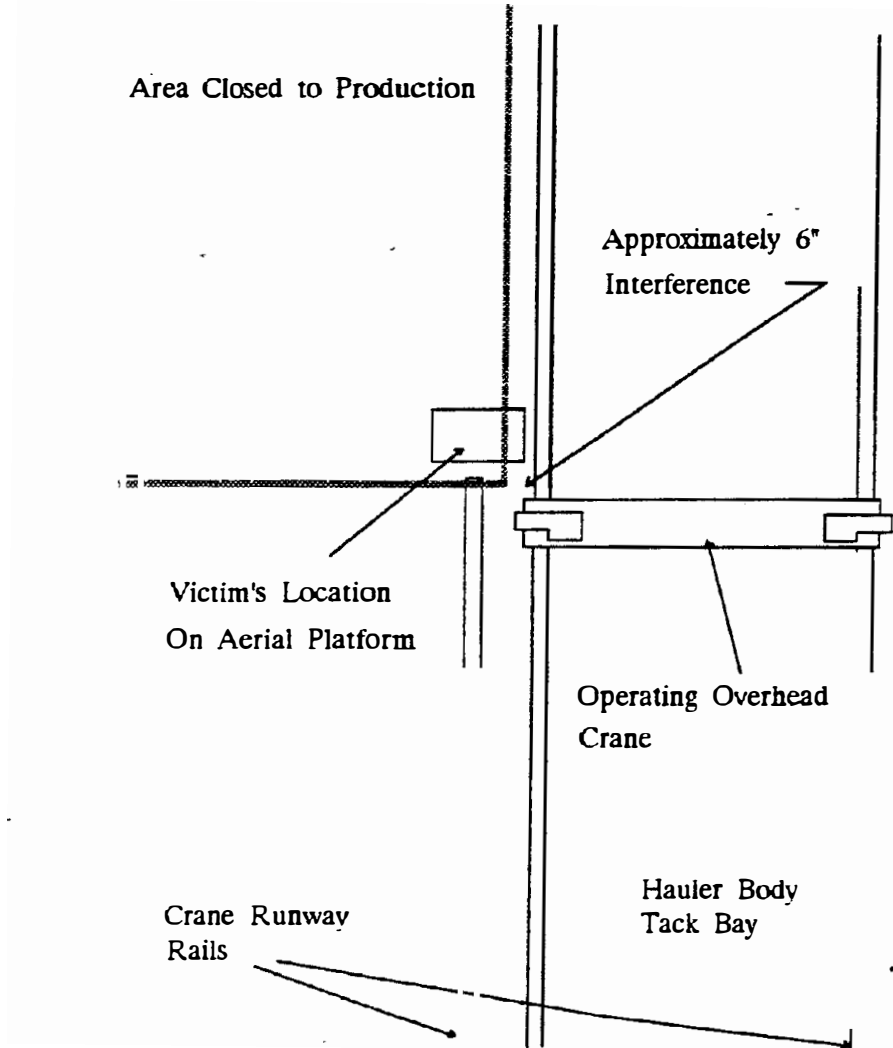 Area Closed to Production
Approximately 6"
Interference
Victim's Location
On Aerial Platform
Operating Overhead
Crane
Hauler Body
Tack Bay
Crane Runway
Rails